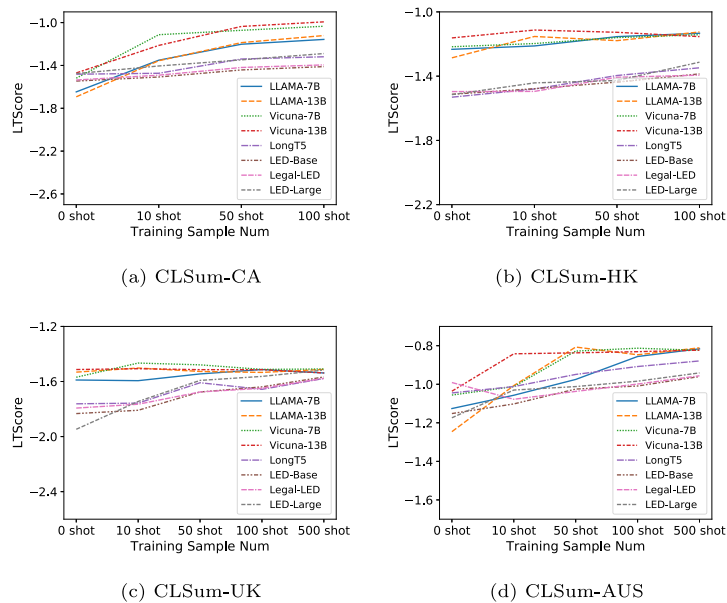 −1.0
−1.4
−1.8
−2.2
−2.6
LTScore
0 shot 10 shot 50 shot 100 shot
Training Sample Num
LLAMA-7B
LLAMA-13B
Vicuna-7B
Vicuna-13B
LongT5
LED-Base
Legal-LED
LED-Large
(a) CLSum-CA
−1.0
−1.4
−1.8
−2.2
LTScore
0 shot 10 shot 50 shot 100 shot
Training Sample Num
LLAMA-7B
LLAMA-13B
Vicuna-7B
Vicuna-13B
LongT5
LED-Base
Legal-LED
LED-Large
(b) CLSum-HK
−1.2
−1.6
−2.0
−2.4
LTScore
0 shot 10 shot 50 shot 100 shot 500 shot
Training Sample Num
LLAMA-7B
LLAMA-13B
Vicuna-7B
Vicuna-13B
LongT5
LED-Base
Legal-LED
LED-Large
(c) CLSum-UK
−0.8
−1.0
−1.2
−1.4
−1.6
LTScore
0 shot 10 shot 50 shot 100 shot 500 shot
Training Sample Num
LLAMA-7B
LLAMA-13B
Vicuna-7B
Vicuna-13B
LongT5
LED-Base
Legal-LED
LED-Large
(d) CLSum-AUS